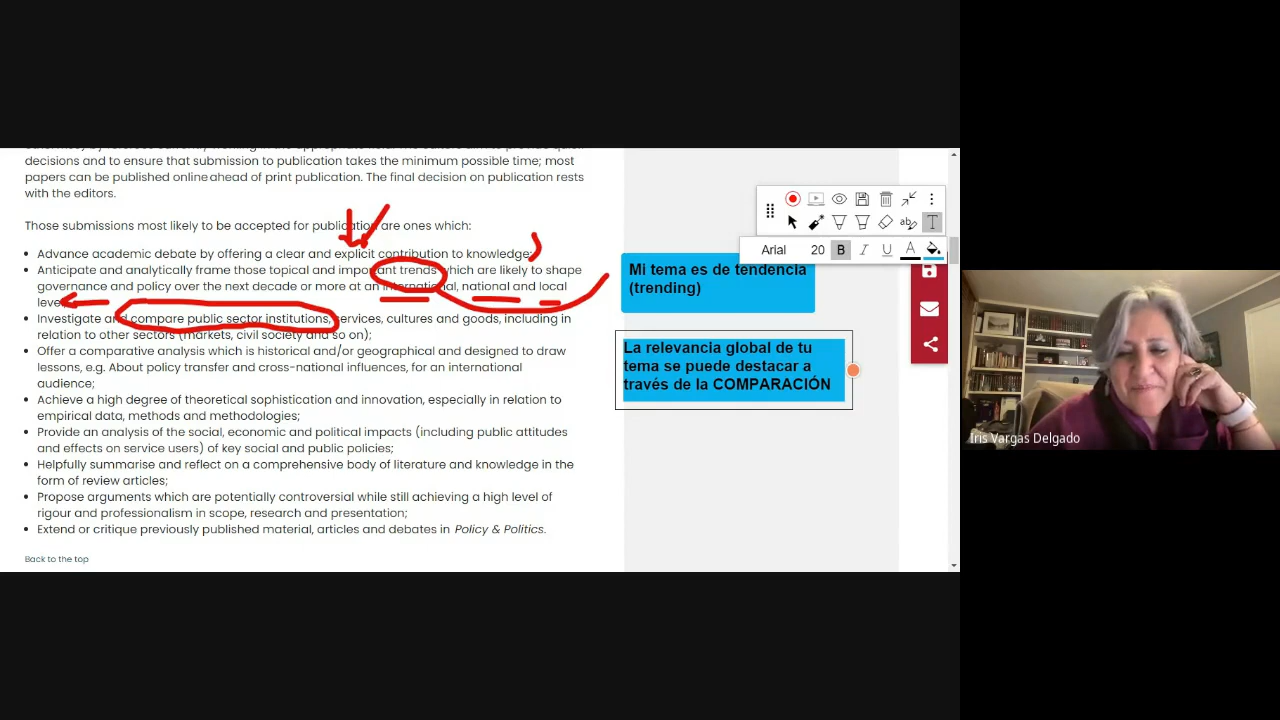 decisions and to ensure that submission to publication takes the minimum possible time; most
papers can be published online ahead of print publication. The final decision on publication rests
with the editors.
Those submissions most likely to be accepted for publication are ones which:
Advance academic debate by offering a clear and explicit contribution to knowledge;
Anticipate and analytically frame those topical and important trends which are likely to shape
governance and policy over the next decade or more at an international, national and local
level;
Investigate and compare public sector institutions, services, cultures and goods, including in
relation to other sectors (markets, civil society and so on);
Offer a comparative analysis which is historical and/or geographical and designed to draw
lessons, e.g. About policy transfer and cross-national influences, for an international
audience;
Achieve a high degree of theoretical sophistication and innovation, especially in relation to
empirical data, methods and methodologies;
Provide an analysis of the social, economic and political impacts (including public attitudes
and effects on service users) of key social and public policies;
Helpfully summarise and reflect on a comprehensive body of literature and knowledge in the
form of review articles;
Propose arguments which are potentially controversial while still achieving a high level of
rigour and professionalism in scope, research and presentation;
Extend or critique previously published material, articles and debates in Policy & Politics.
Back to the top
Arial 20 B I U A
Mi tema es de tendencia
(trending)
La relevancia global de tu
tema se puede destacar a
través de la COMPARACIÓN
Iris Vargas Delgado